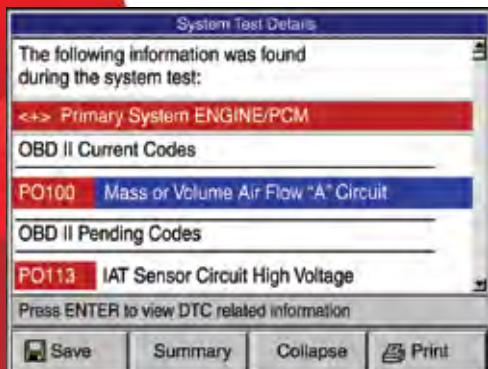 System Test Details
The following information was found
during the system test:
<+> Primary System ENGINE/PCM
OBD II Current Codes
PO100 Mass or Volume Air Flow “A” Circuit
OBD II Pending Codes
PO113 IAT Sensor Circuit High Voltage
Press ENTER to view DTC related information
Save Summary Collapse Print